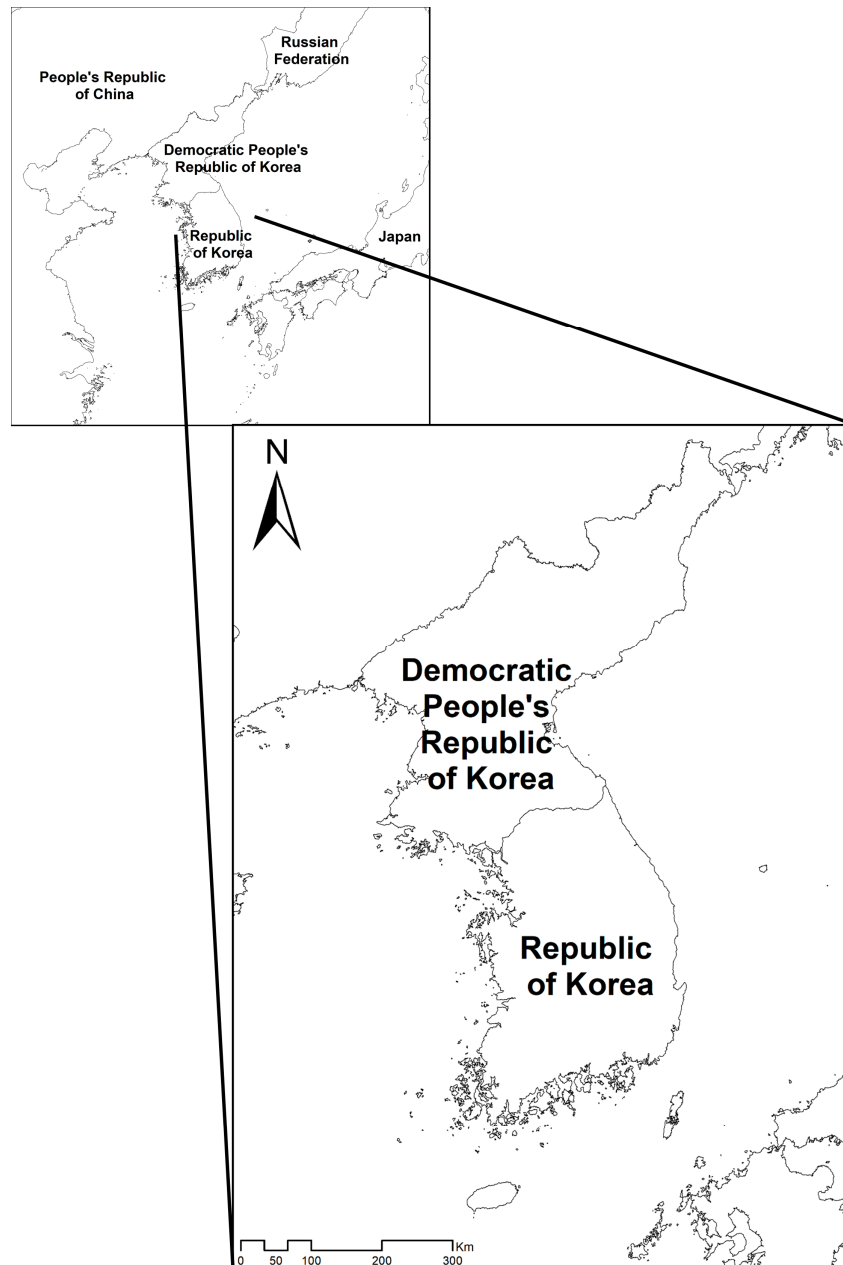 Russian
Federation
People's Republic
of China
Democratic People's
Republic of Korea
Republic
of Korea
Japan
N
Democratic
People's
Republic
of Korea
Republic
of Korea
Km
0 50 100 200 300